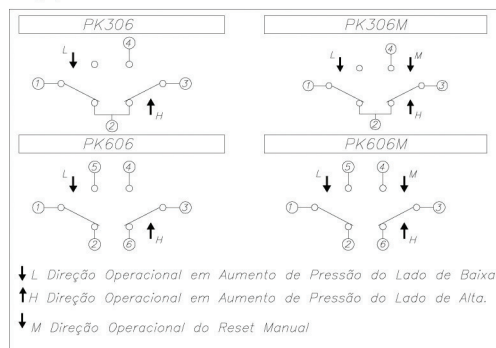 PK306 PK306M
L 4 L 4 M
1 3 1 3
2 H 2 H
PK606 PK606M
L 5 4 L 5 4 M
1 3 1 3
2 6 H 2 6 H
L Direção Operacional em Aumento de Pressão do Lado de Baixa
H Direção Operacional em Aumento de Pressão do Lado de Alta.
M Direção Operacional do Reset Manual